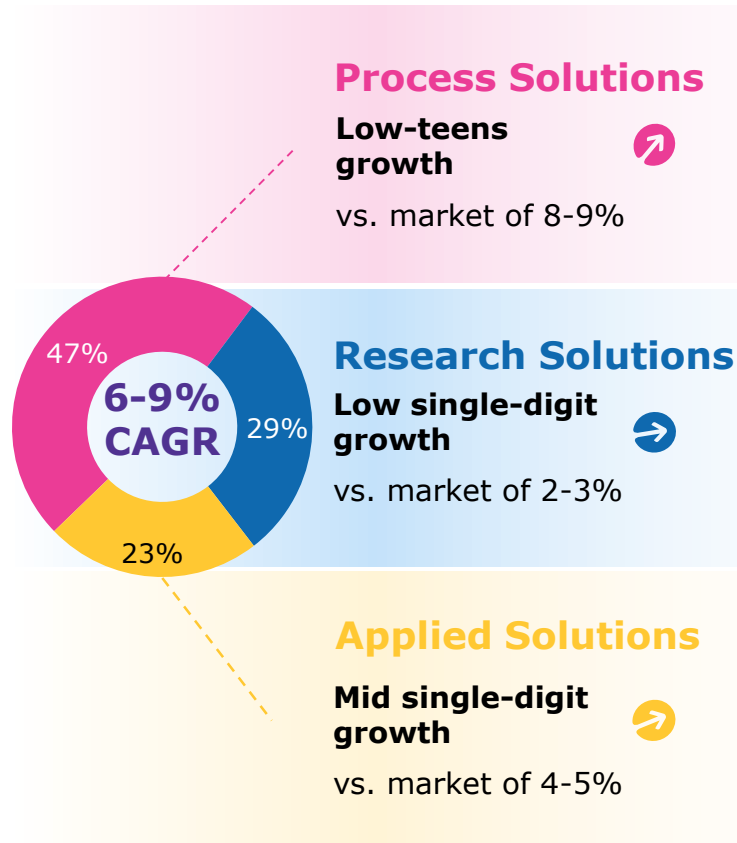 Process Solutions
Low-teens
growth
vs. market of 8-9%
47%
6-9%
CAGR
29%
23%
Research Solutions
Low single-digit
growth
vs. market of 2-3%
Applied Solutions
Mid single-digit
growth
vs. market of 4-5%